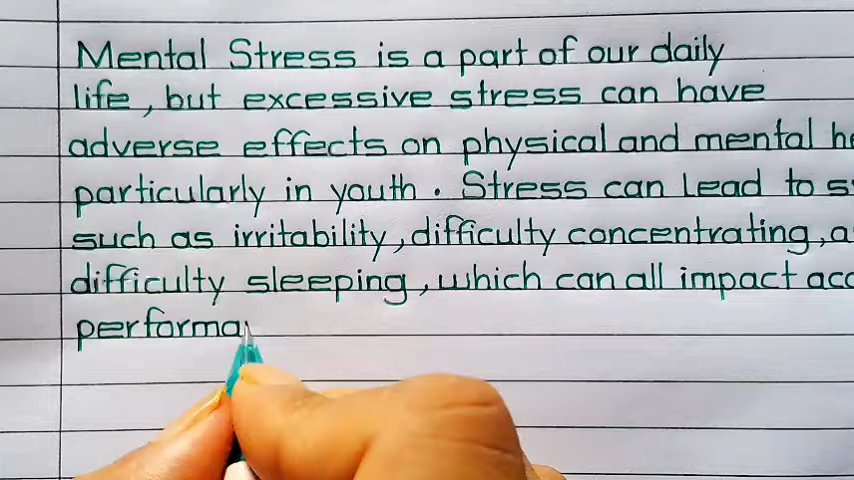 Mental Stress is a part of our daily
life, but excessive stress can have
adverse effects on physical and mental
particularly in youth. Stress can Lead to
such as irritability, difficulty concentrating,
difficulty sleeping, which can all impact